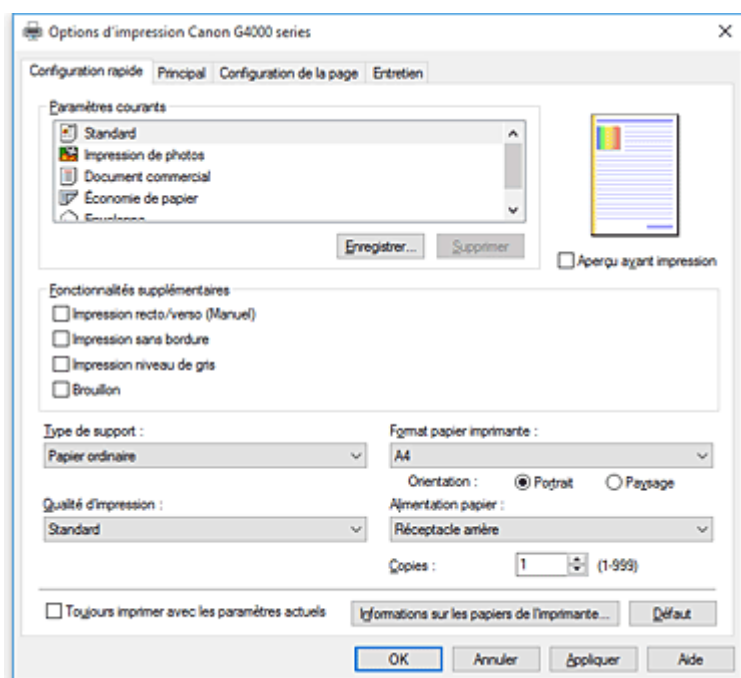 Options d'impression Canon G4000 series
Configuration rapide Principal Configuration de la page Entretien
Paramètres courants
Standard
Impression de photos
Document commercial
Économie de papier
Enveloppe
Enregistrer... Supprimer
Aperçu avant impression
Fonctionnalités supplémentaires
Impression recto/verso (Manuel)
Impression sans bordure
Impression niveau de gris
Brouillon
Type de support : Format papier imprimante :
Papier ordinaire A4
Orientation : Portrait Paysage
Qualité d'impression : Alimentation papier :
Standard Réceptacle arrière
Copies : 1 (1-999)
Toujours imprimer avec les paramètres actuels Informations sur les papiers de l'imprimante... Défaut
OK Annuler Appliquer Aide